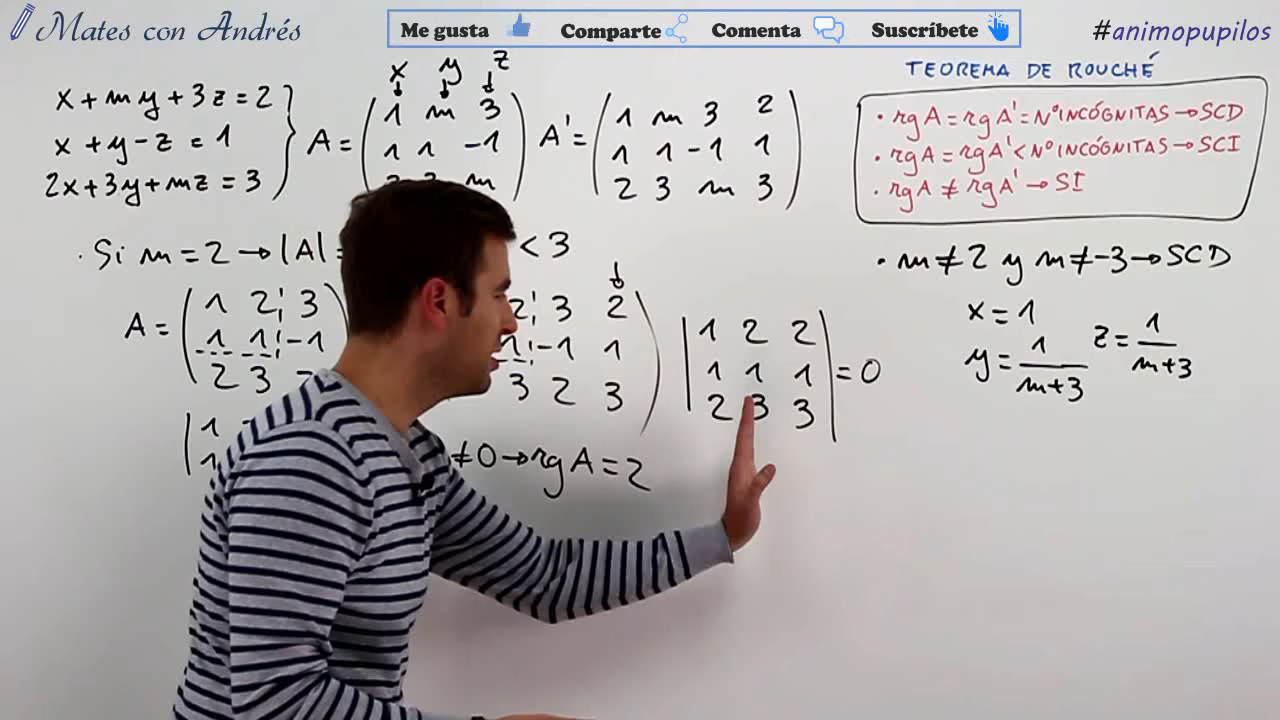 Mates con Andrés
Me gusta Comparte Comenta Suscríbete
#animopupilos
x + my + 3z = 2
x + y - z = 1
2x + 3y + mz = 3
x y z
A =
1 m 3
1 1 -1
m
A' =
1 m 3 2
1 1 -1 1
2 3 m 3
TEOREMA DE ROUCHÉ
· rg A = rg A' = Nº INCÓGNITAS → SCD
· rg A = rg A' < Nº INCÓGNITAS → SCI
· rg A ≠ rg A' → SI
· Si m = 2 → |A| =
< 3
A =
1 2 3
1 1 -1
2 3
2 3 2
1 -1 1
3 2 3
1 2 2
1 1 1
2 3 3
= 0
1
1
≠ 0 → rg A = 2
· m ≠ 2 y m ≠ -3 → SCD
x = 1
y = 1/m+3
z = 1/m+3